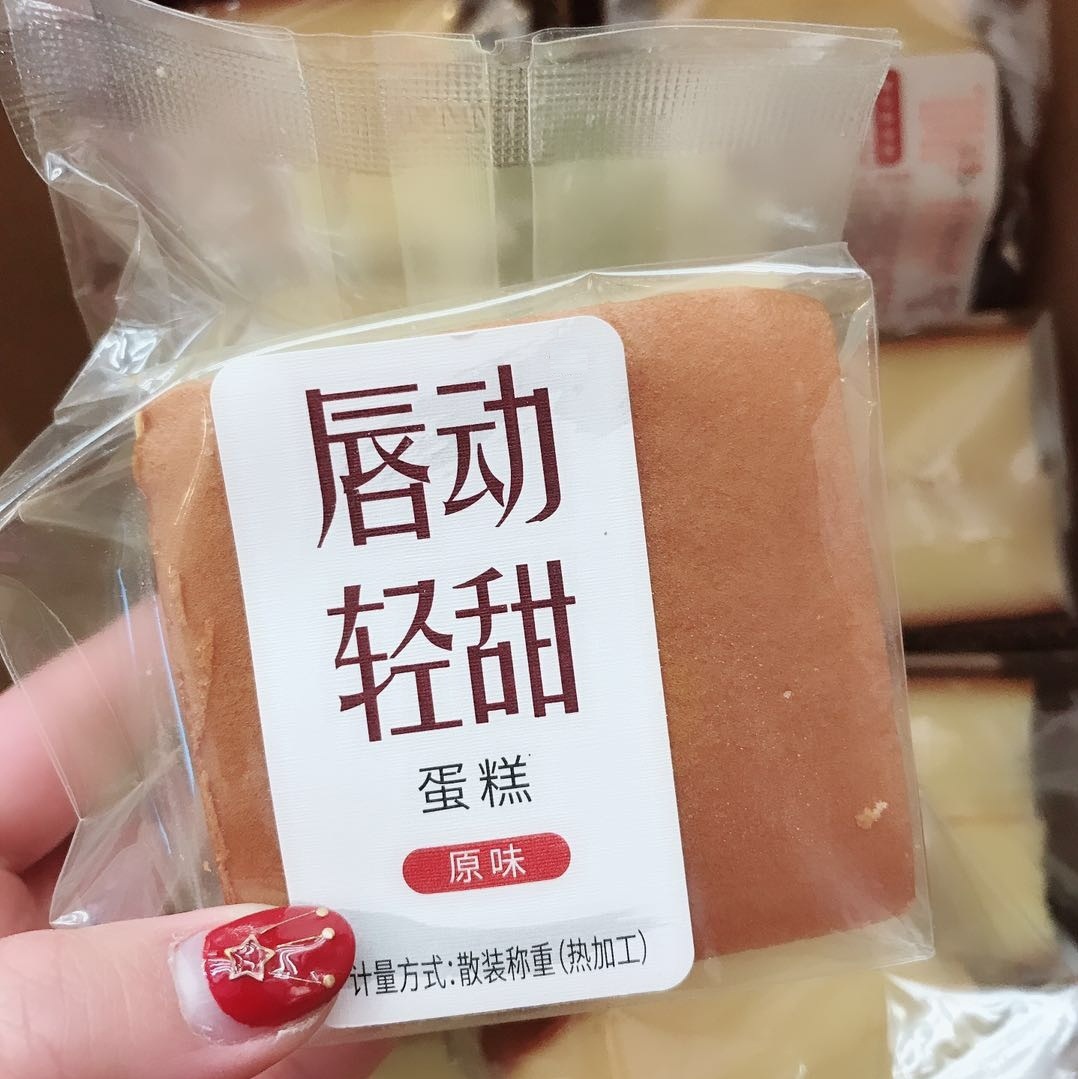 唇动
轻甜
蛋糕
原味
计量方式:散装称重(热加工)